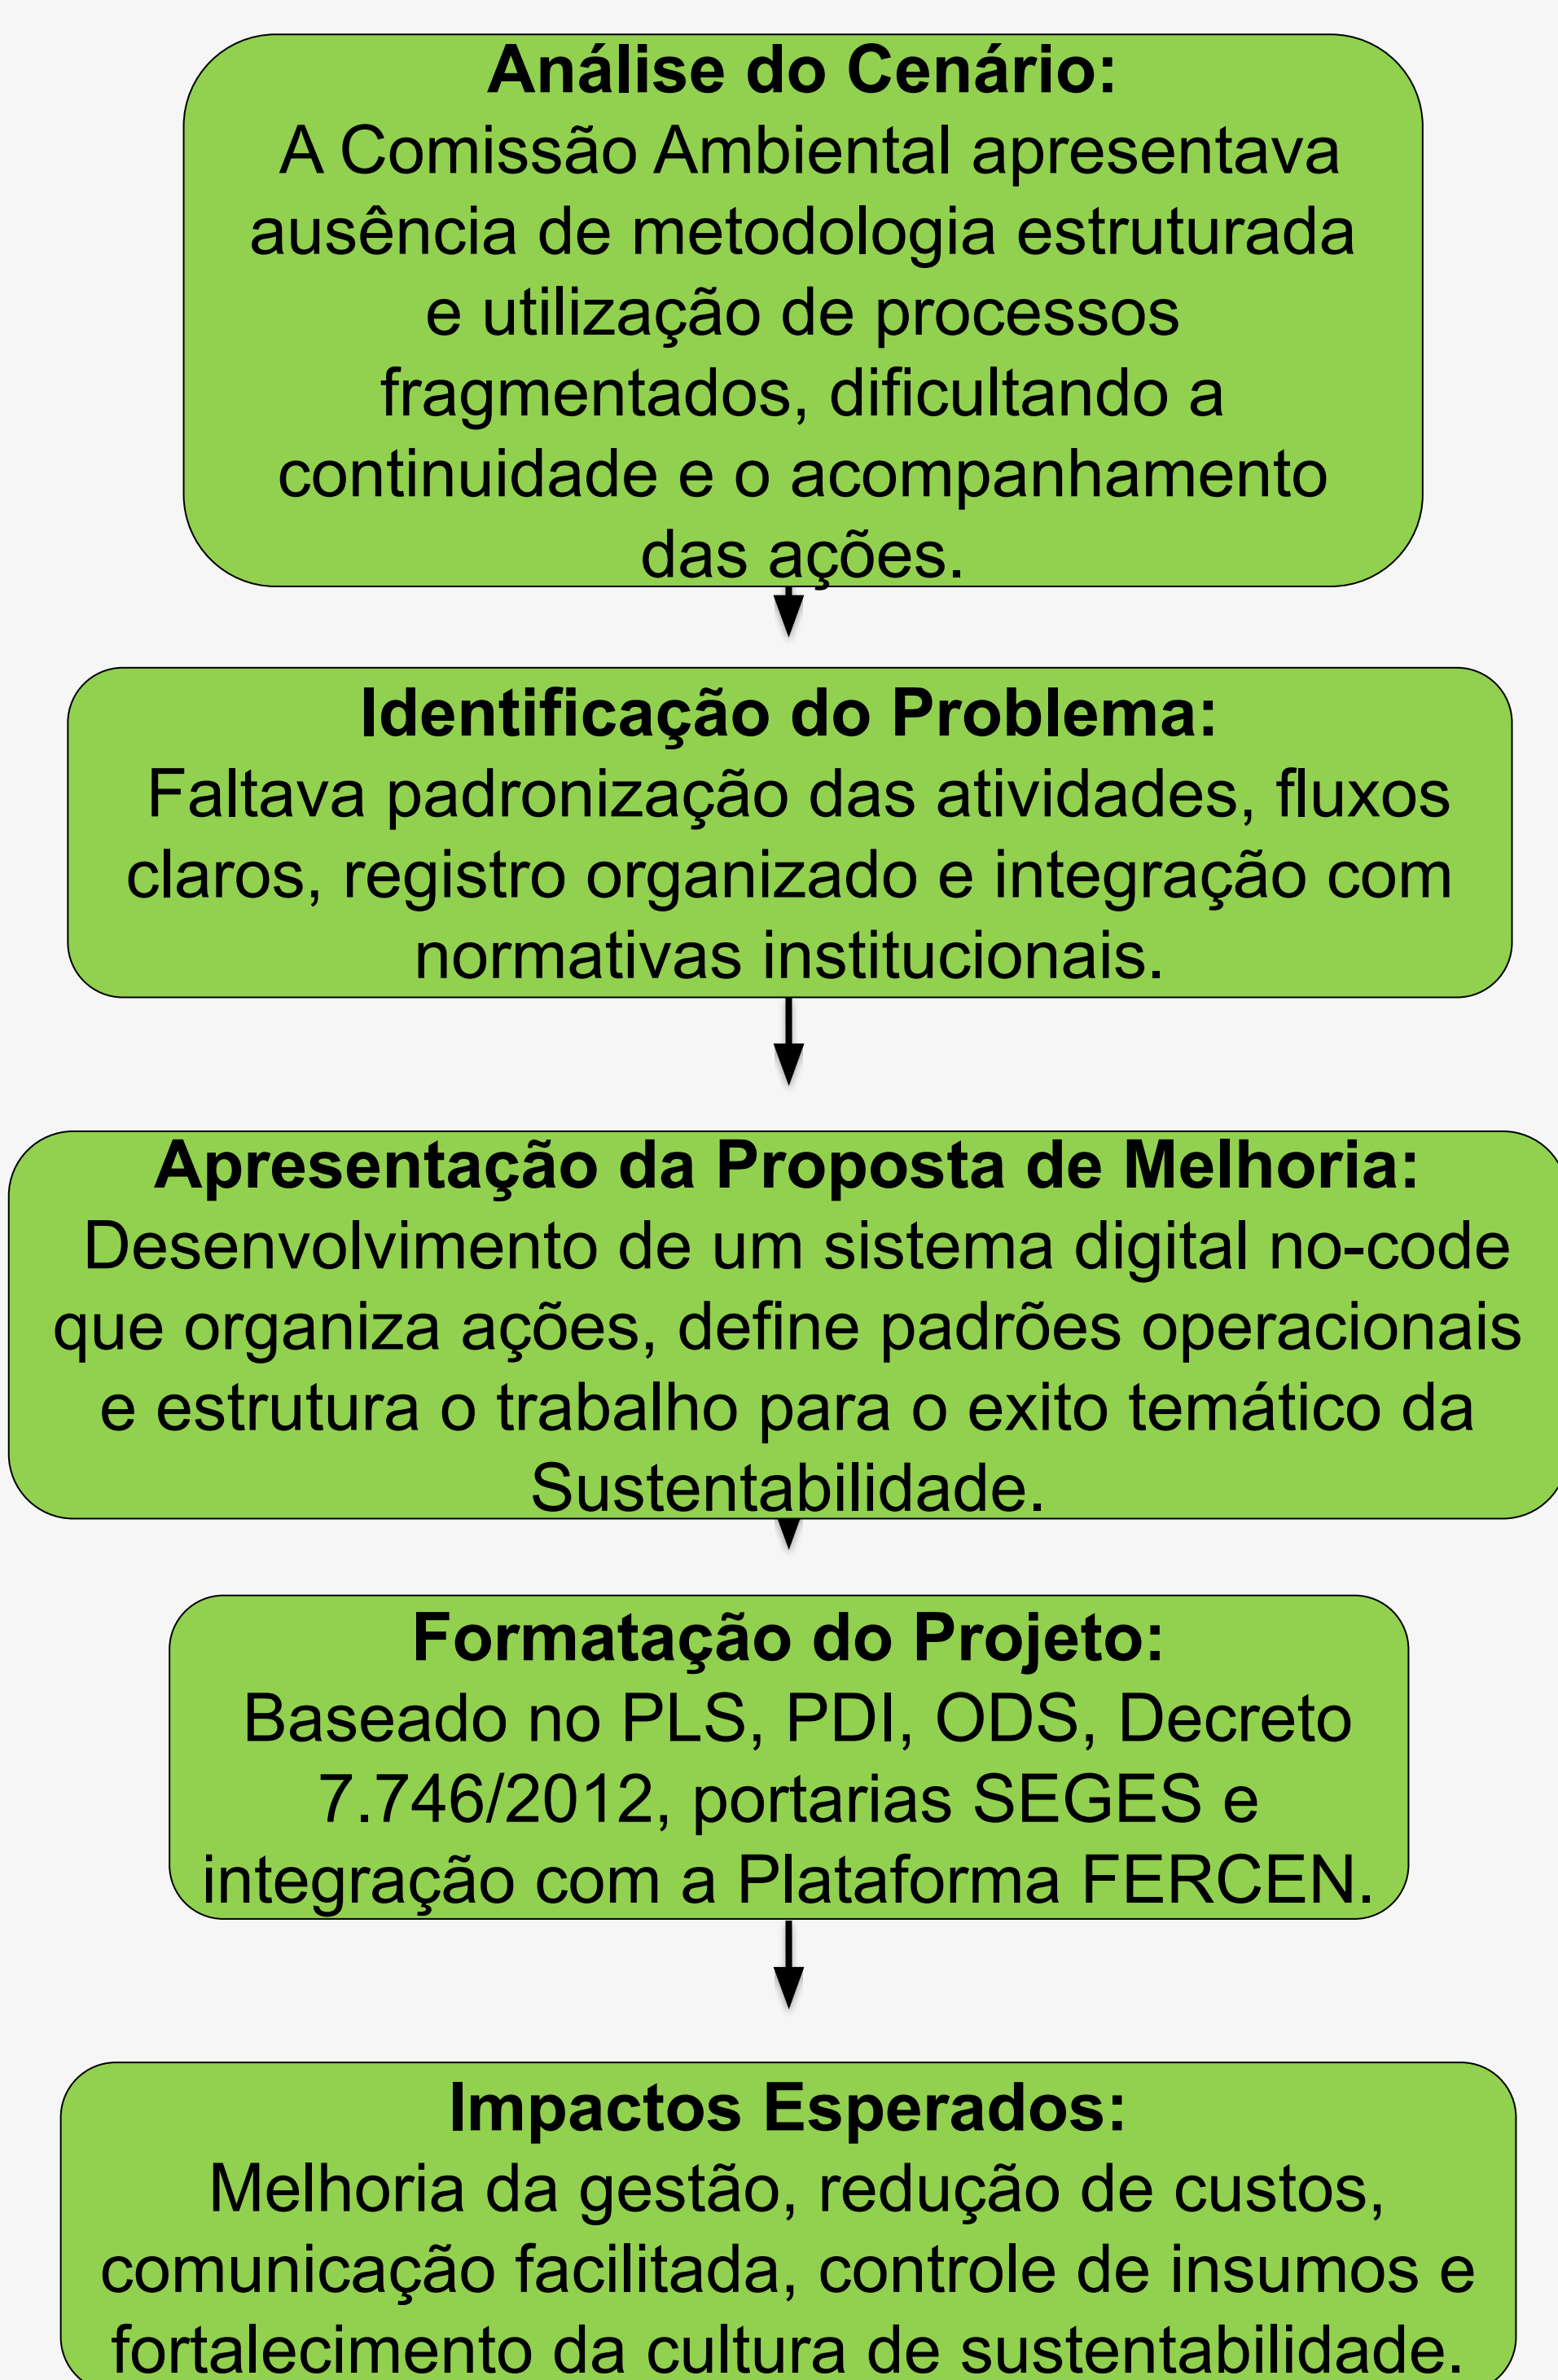 Análise do Cenário:
A Comissão Ambiental apresentava
ausência de metodologia estruturada
e utilização de processos
fragmentados, dificultando a
continuidade e o acompanhamento
das ações.
Identificação do Problema:
Faltava padronização das atividades, fluxos
claros, registro organizado e integração com
normativas institucionais.
Apresentação da Proposta de Melhoria:
Desenvolvimento de um sistema digital no-code
que organiza ações, define padrões operacionais
e estrutura o trabalho para o exito temático da
Sustentabilidade.
Formatação do Projeto:
Baseado no PLS, PDI, ODS, Decreto
7.746/2012, portarias SEGES e
integração com a Plataforma FERCEN.
Impactos Esperados:
Melhoria da gestão, redução de custos,
comunicação facilitada, controle de insumos e
fortalecimento da cultura de sustentabilidade.